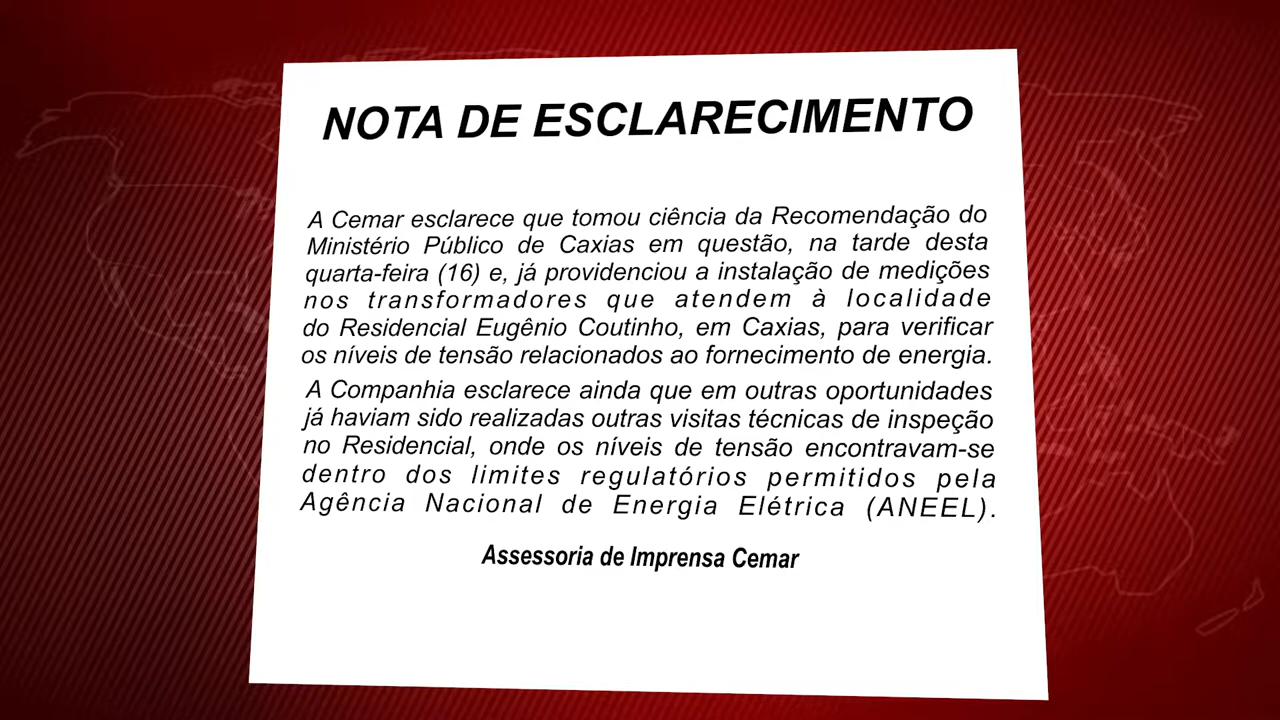 NOTA DE ESCLARECIMENTO
A Cemar esclarece que tomou ciência da Recomendação do
Ministério Público de Caxias em questão, na tarde desta
quarta-feira (16) e, já providenciou a instalação de medições
nos transformadores que atendem à localidade
do Residencial Eugênio Coutinho, em Caxias, para verificar
os níveis de tensão relacionados ao fornecimento de energia.
A Companhia esclarece ainda que em outras oportunidades
já haviam sido realizadas outras visitas técnicas de inspeção
no Residencial, onde os níveis de tensão encontravam-se
dentro dos limites regulatórios permitidos pela
Agência Nacional de Energia Elétrica (ANEEL).
Assessoria de Imprensa Cemar